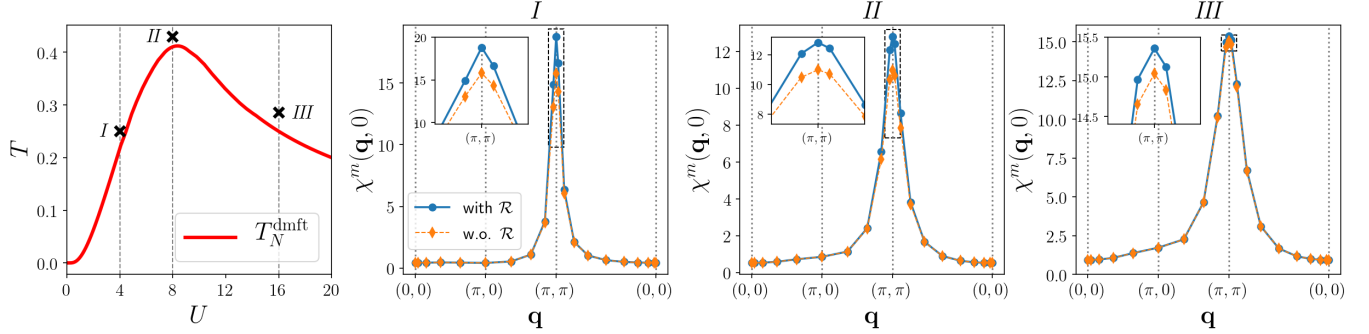 I
II
III
0.4
0.3
0.2
0.1
0.0
T
I
II
III
T_N^dmft
0 4 8 12 16 20
U
20
15
10
5
0
χ^m(q, 0)
20
15
10
(π, π)
with R
w.o. R
(0, 0) (π, 0) (π, π) (0, 0)
q
12
10
8
6
4
2
0
χ^m(q, 0)
12
10
8
(π, π)
(0, 0) (π, 0) (π, π) (0, 0)
q
15.0
12.5
10.0
7.5
5.0
2.5
0.0
χ^m(q, 0)
15.5
15.0
14.5
(π, π)
(0, 0) (π, 0) (π, π) (0, 0)
q